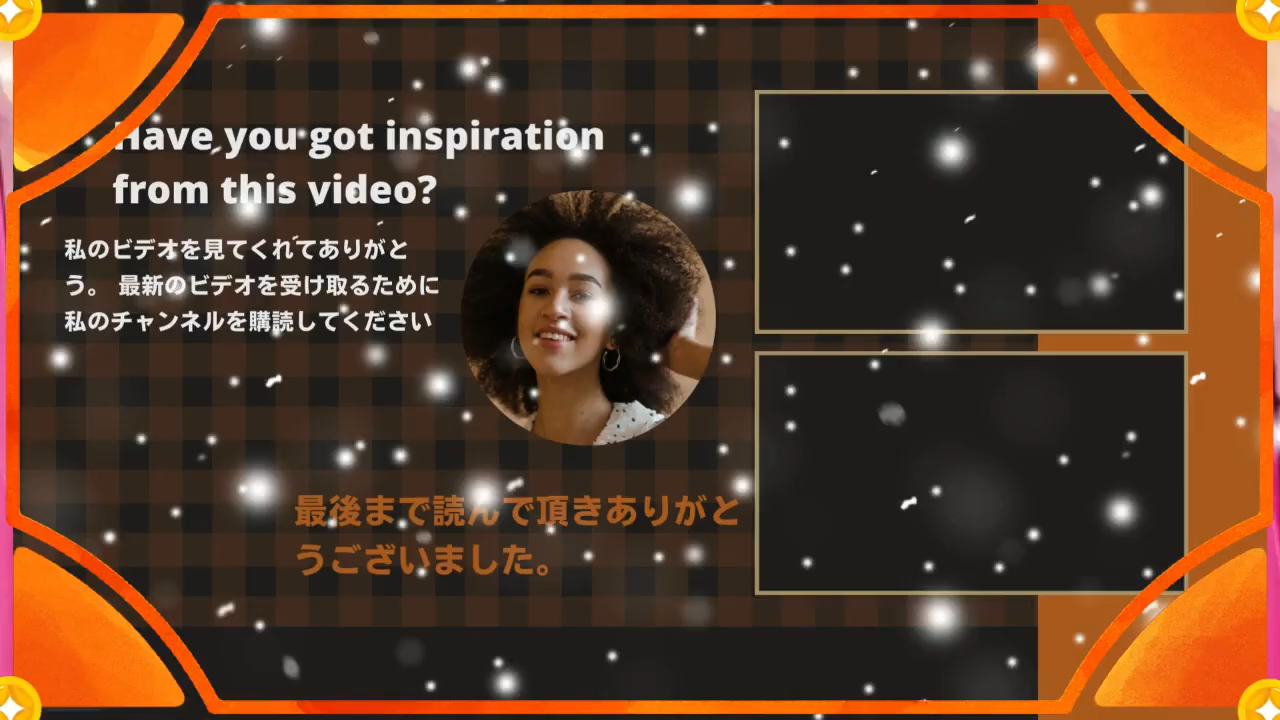 Have you got inspiration
from this video?
私のビデオを見てくれてありがと
う。 最新のビデオを受け取るために
私のチャンネルを購読してください
最後まで読んで頂きありがと
うございました。